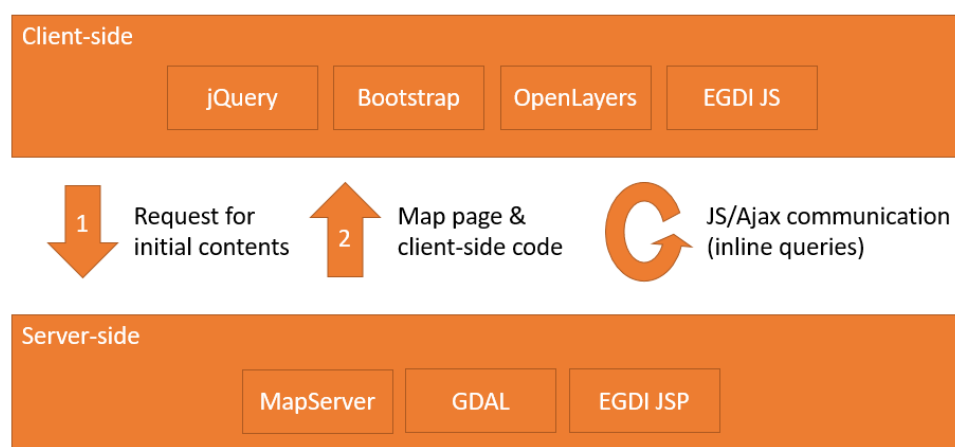 Client-side
jQuery
Bootstrap
OpenLayers
EGDI JS
1
Request for
initial contents
2
Map page &
client-side code
JS/Ajax communication
(inline queries)
Server-side
MapServer
GDAL
EGDI JSP